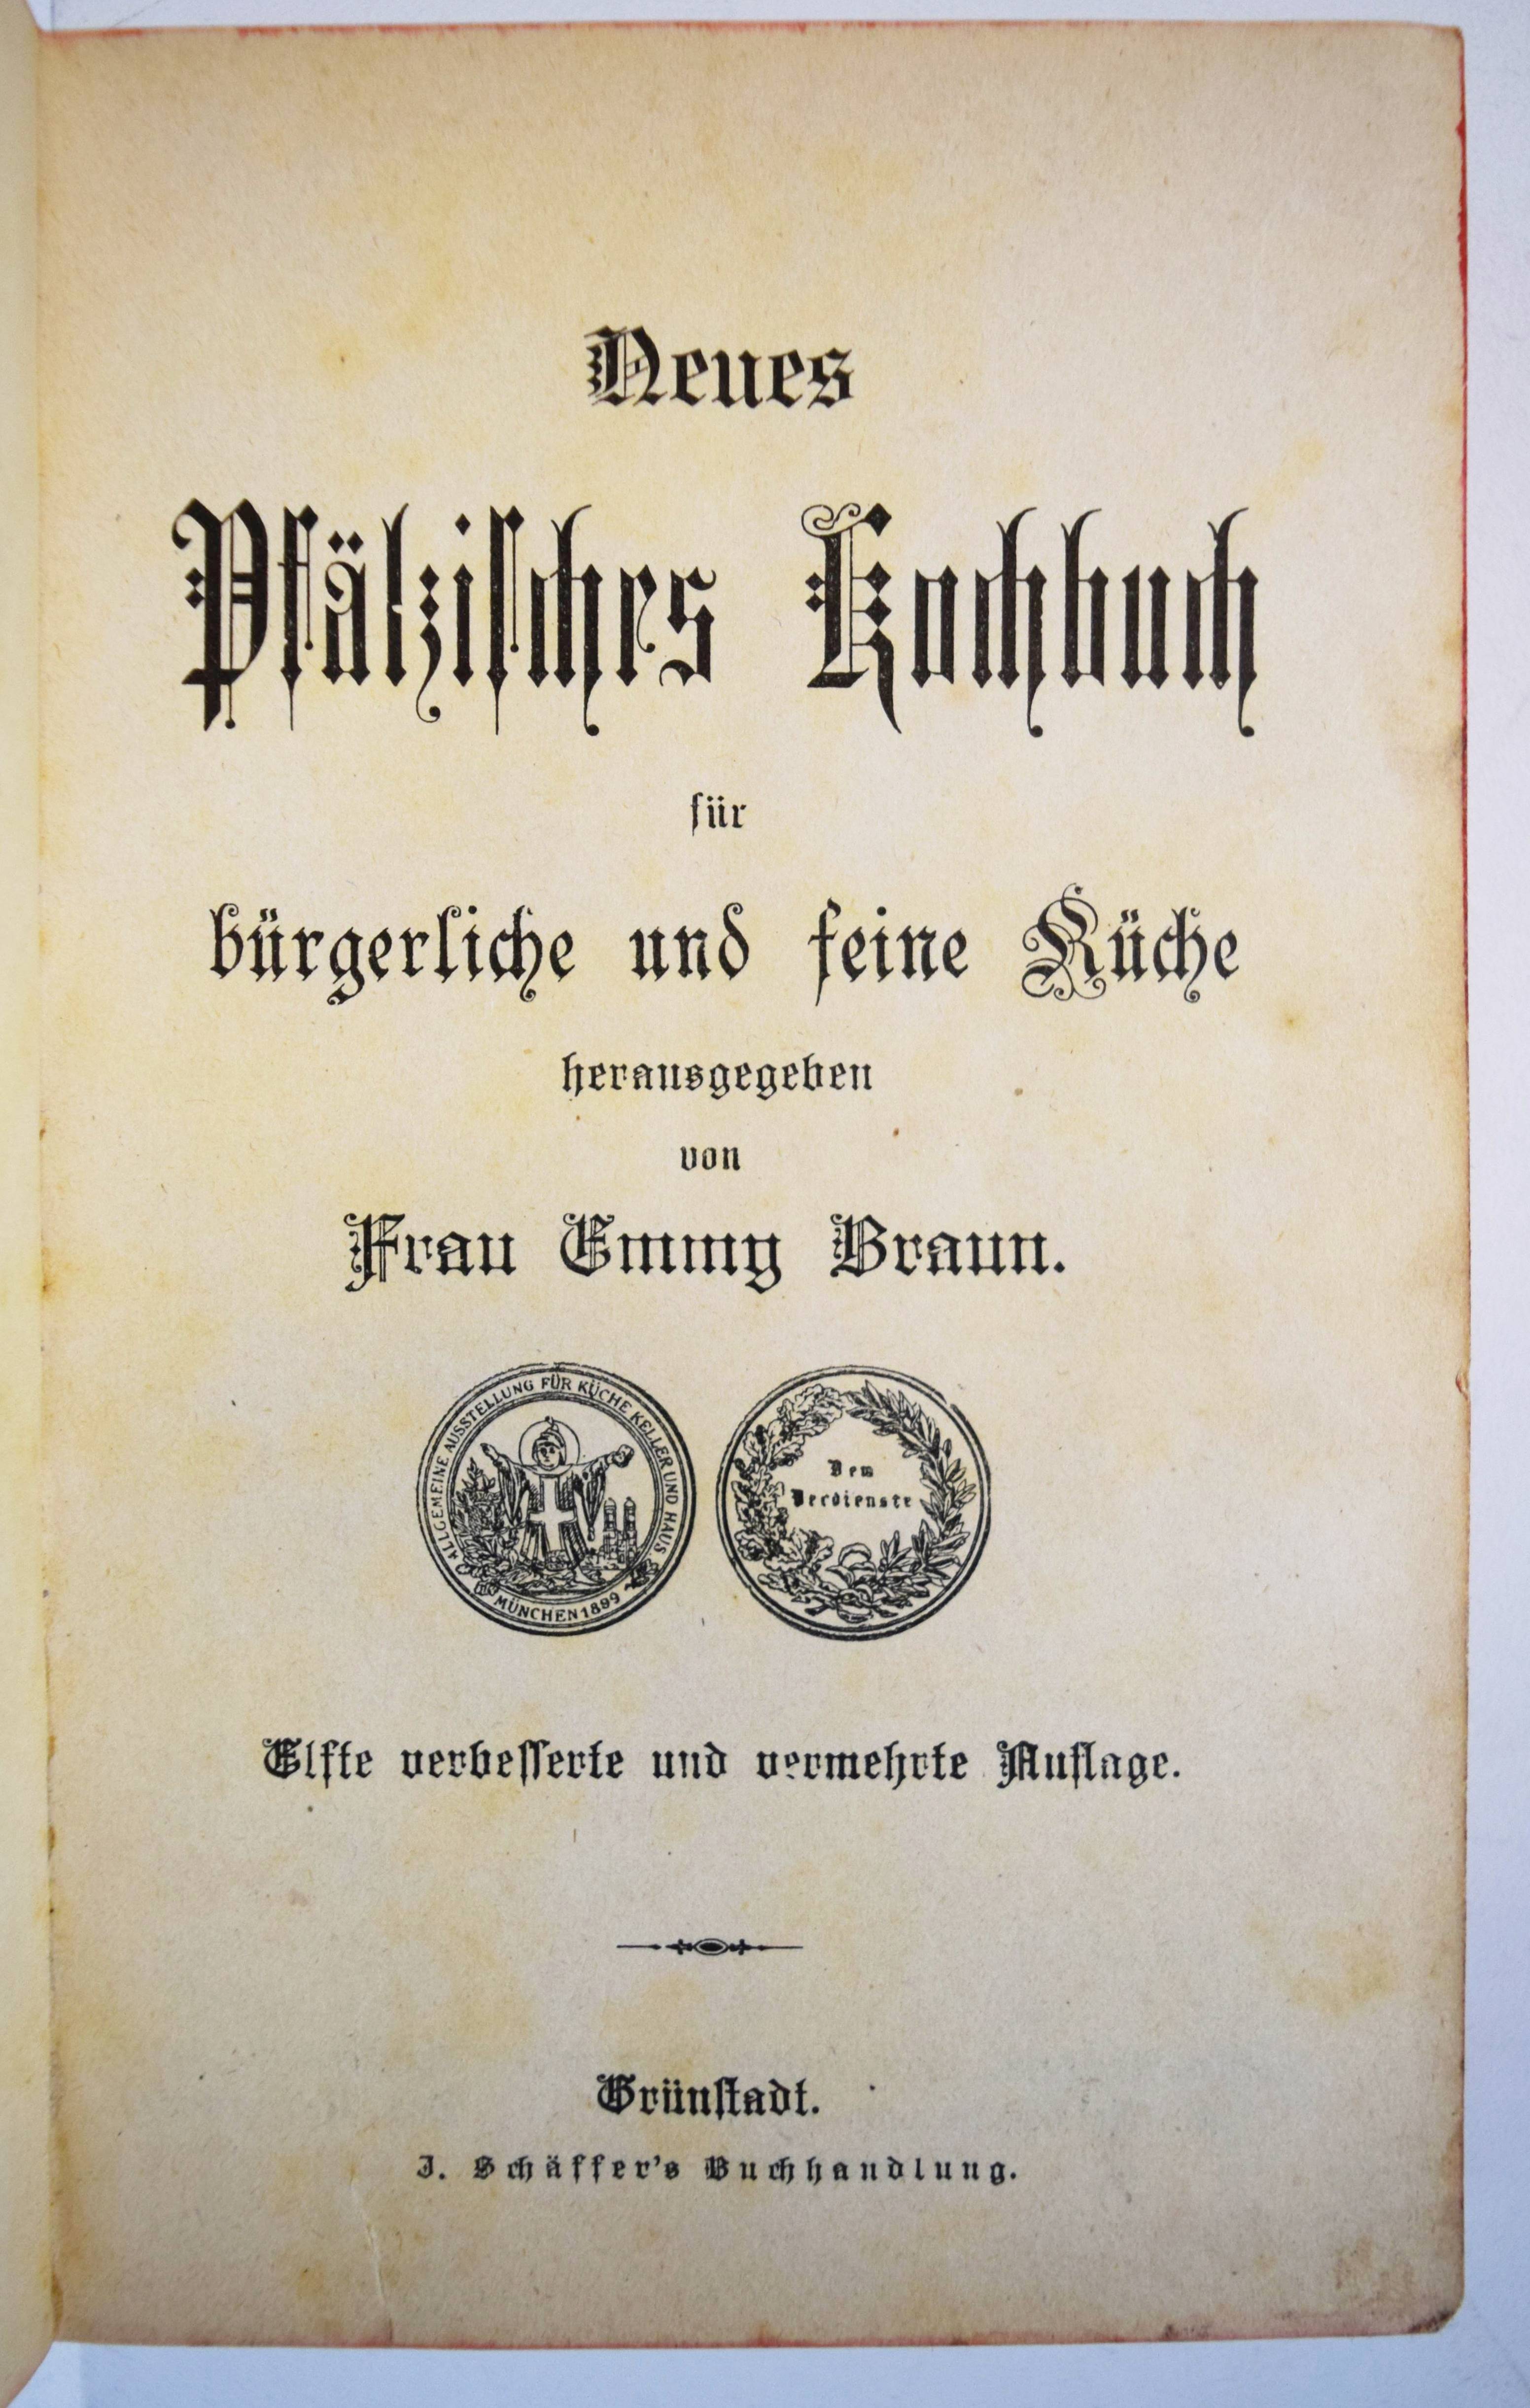 Neues
Pfälziſches Kochbuch
für
bürgerliche und feine Küche
herausgegeben
von
Frau Emmy Braun.
ALLGEMEINE AUSSTELLUNG FÜR KÜCHE KELLER UND HAUS
MÜNCHEN 1899
Dem
Verdienste
Elfte verbeſſerte und vermehrte Auflage.
Grünſtadt.
J. Schäffer's Buchhandlung.